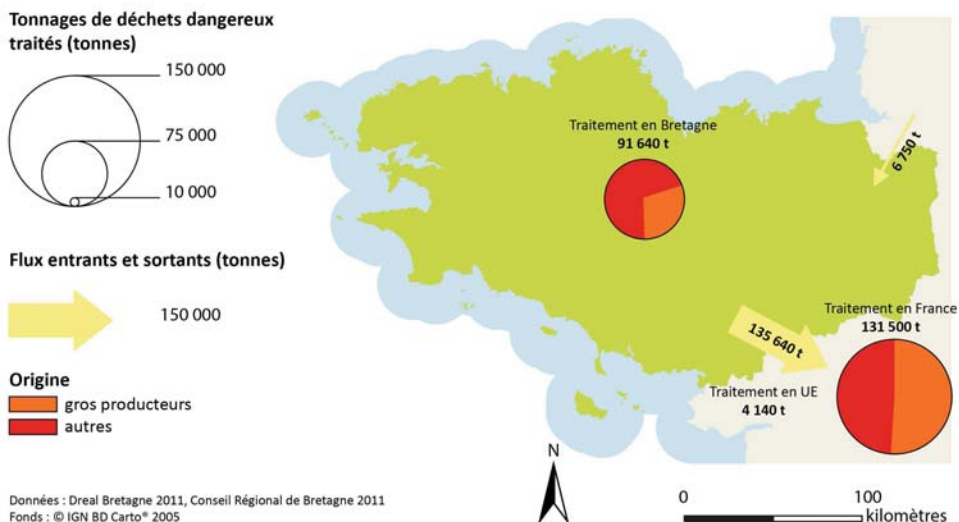 Tonnages de déchets dangereux
traités (tonnes)
150 000
75 000
10 000
Flux entrants et sortants (tonnes)
150 000
Origine
gros producteurs
autres
Traitement en Bretagne
91 640 t
6 750 t
Traitement en France
131 500 t
135 640 t
Traitement en UE
4 140 t
N
0
100
kilomètres
Données : Dreal Bretagne 2011, Conseil Régional de Bretagne 2011
Fonds : © IGN BD Carto® 2005